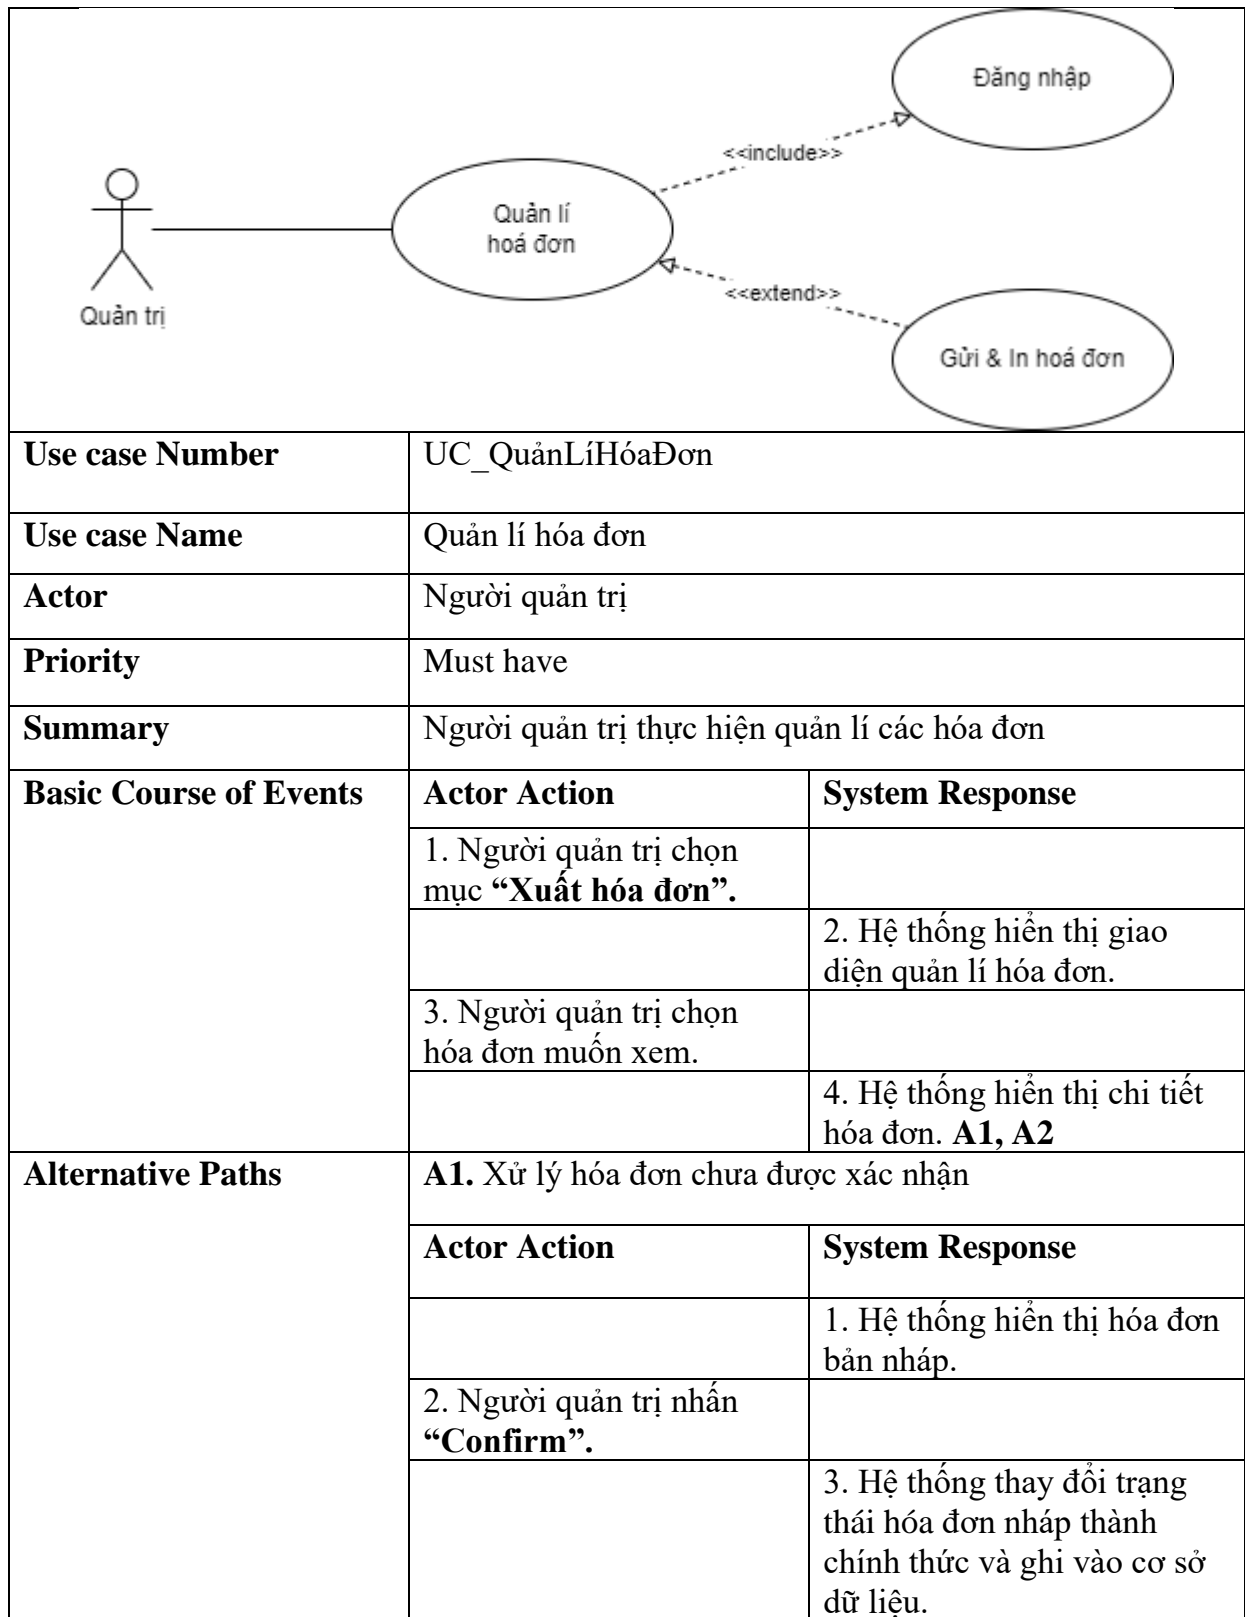 Đăng nhập
<<include>>
Quản lí
hoá đơn
<<extend>>
Quản trị
Gửi & In hoá đơn
Use case Number
UC_QuảnLíHóaĐơn
Use case Name
Quản lí hóa đơn
Actor
Người quản trị
Priority
Must have
Summary
Người quản trị thực hiện quản lí các hóa đơn
Basic Course of Events
Actor Action
System Response
1. Người quản trị chọn
mục “Xuất hóa đơn”.
2. Hệ thống hiển thị giao
diện quản lí hóa đơn.
3. Người quản trị chọn
hóa đơn muốn xem.
4. Hệ thống hiển thị chi tiết
hóa đơn. A1, A2
Alternative Paths
A1. Xử lý hóa đơn chưa được xác nhận
Actor Action
System Response
1. Hệ thống hiển thị hóa đơn
bản nháp.
2. Người quản trị nhấn
“Confirm”.
3. Hệ thống thay đổi trạng
thái hóa đơn nháp thành
chính thức và ghi vào cơ sở
dữ liệu.